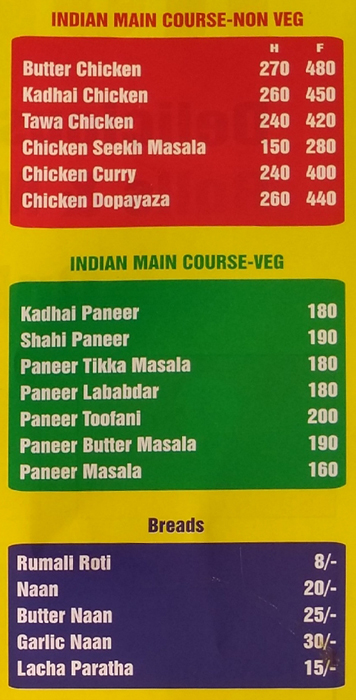 INDIAN MAIN COURSE-NON VEG
H F
Butter Chicken 270 480
Kadhai Chicken 260 450
Tawa Chicken 240 420
Chicken Seekh Masala 150 280
Chicken Curry 240 400
Chicken Dopayaza 260 440
INDIAN MAIN COURSE-VEG
Kadhai Paneer 180
Shahi Paneer 190
Paneer Tikka Masala 180
Paneer Lababdar 180
Paneer Toofani 200
Paneer Butter Masala 190
Paneer Masala 160
Breads
Rumali Roti 8/-
Naan 20/-
Butter Naan 25/-
Garlic Naan 30/-
Lacha Paratha 15/-